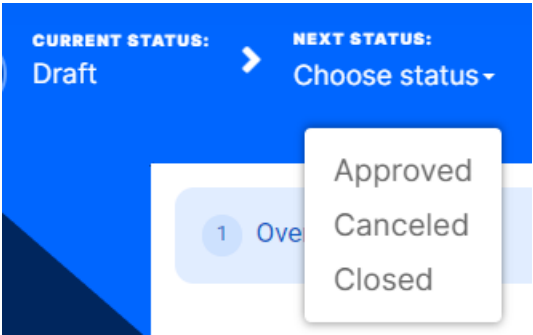 CURRENT STATUS:
Draft
NEXT STATUS:
Choose status
Approved
Canceled
Closed
1